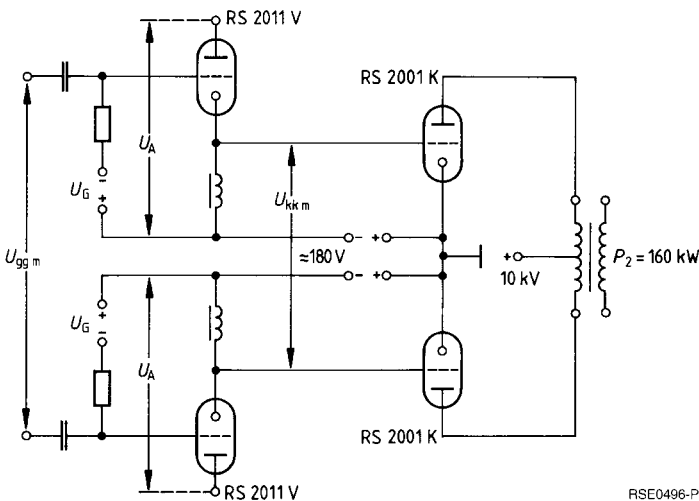 RS 2011 V
RS 2001 K
U_A
U_G
- +
U_kk m
U_gg m
≈180 V
- +
- +
+
10 kV
P₂ = 160 kW
U_G
+ -
U_A
RS 2001 K
RS 2011 V
RSE0496-P